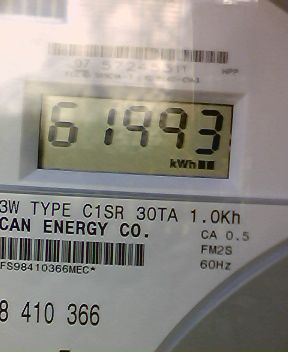 61993
kWh
3W TYPE C1SR 30TA 1.0Kh
CAN ENERGY CO.
CA 0.5
FM2S
60Hz
FS98410366MEC*
8 410 366